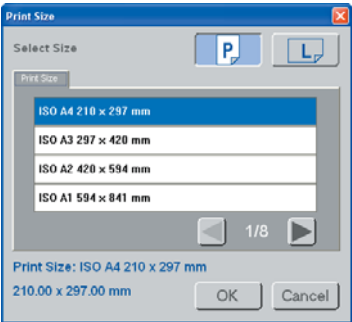 Print Size
Select Size
P
L
Print Size
ISO A4 210 x 297 mm
ISO A3 297 x 420 mm
ISO A2 420 x 594 mm
ISO A1 594 x 841 mm
1/8
Print Size: ISO A4 210 x 297 mm
210.00 x 297.00 mm
OK Cancel